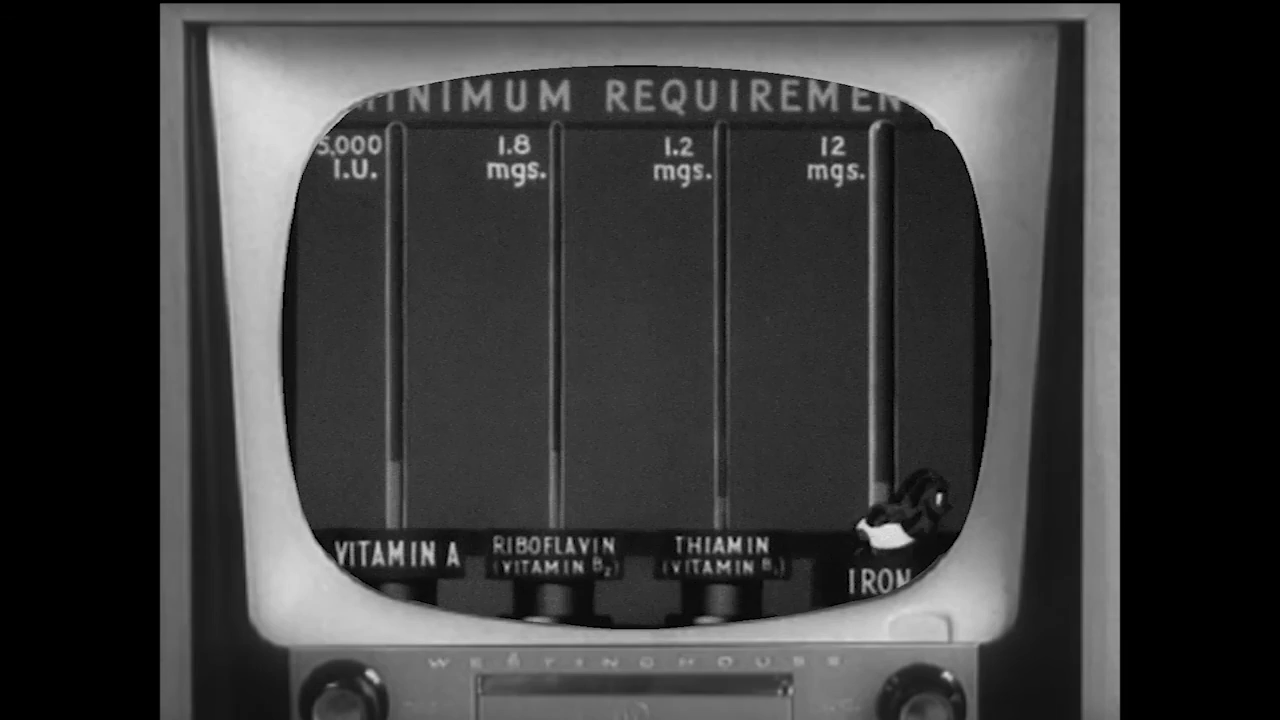 MINIMUM REQUIREMEN
5,000 I.U.
1.8 mgs.
1.2 mgs.
12 mgs.
VITAMIN A
RIBOFLAVIN
(VITAMIN B₂)
THIAMIN
(VITAMIN B₁)
IRON
WESTINGHOUSE